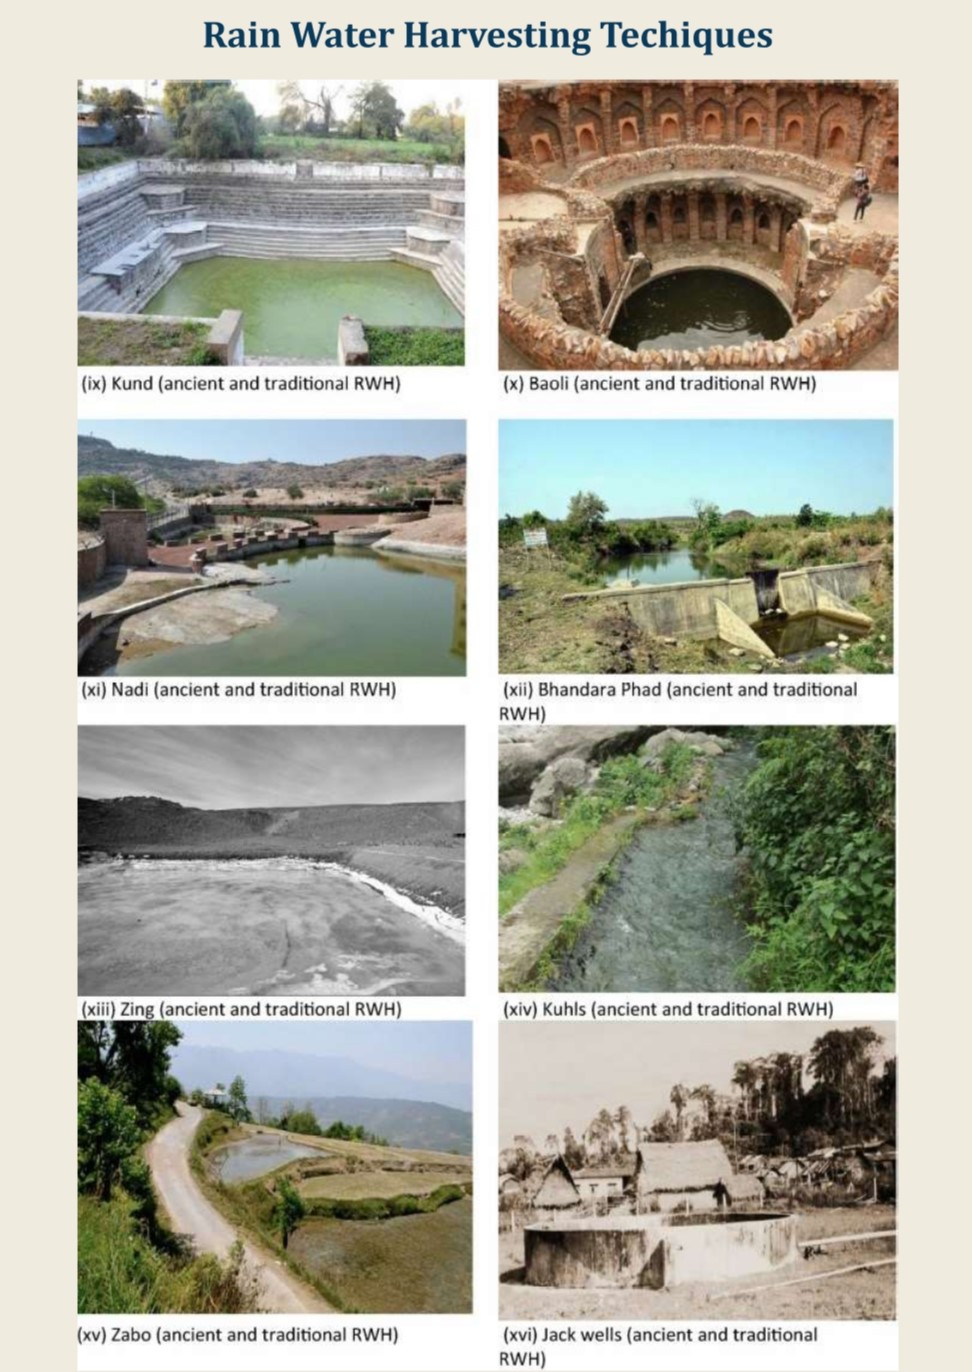 Rain Water Harvesting Techiques
(ix) Kund (ancient and traditional RWH)
(x) Baoli (ancient and traditional RWH)
(xi) Nadi (ancient and traditional RWH)
(xii) Bhandara Phad (ancient and traditional
RWH)
(xiii) Zing (ancient and traditional RWH)
(xiv) Kuhls (ancient and traditional RWH)
(xv) Zabo (ancient and traditional RWH)
(xvi) Jack wells (ancient and traditional
RWH)